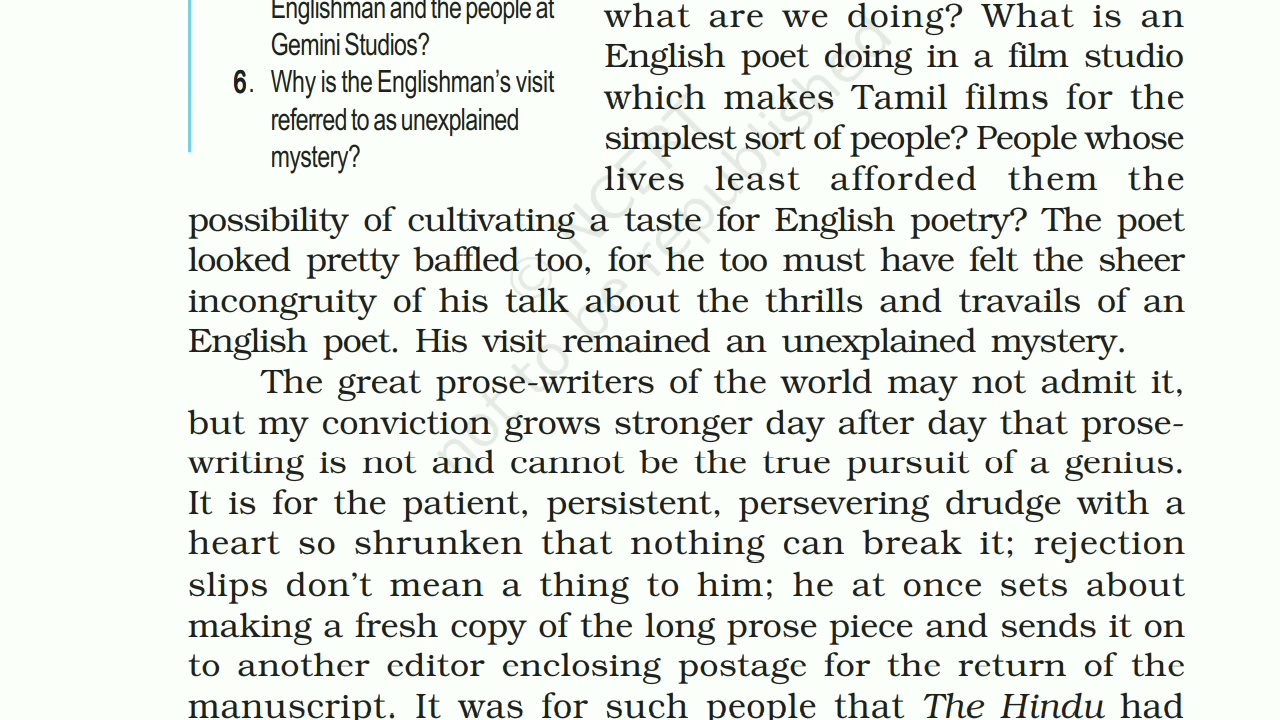 Englishman and the people at
Gemini Studios?
6. Why is the Englishman's visit
referred to as unexplained
mystery?
what are we doing? What is an
English poet doing in a film studio
which makes Tamil films for the
simplest sort of people? People whose
lives least afforded them the
possibility of cultivating a taste for English poetry? The poet
looked pretty baffled too, for he too must have felt the sheer
incongruity of his talk about the thrills and travails of an
English poet. His visit remained an unexplained mystery.
The great prose-writers of the world may not admit it,
but my conviction grows stronger day after day that prose-
writing is not and cannot be the true pursuit of a genius.
It is for the patient, persistent, persevering drudge with a
heart so shrunken that nothing can break it; rejection
slips don't mean a thing to him; he at once sets about
making a fresh copy of the long prose piece and sends it on
to another editor enclosing postage for the return of the
manuscript. It was for such people that The Hindu had
© NCERT
not to be republished